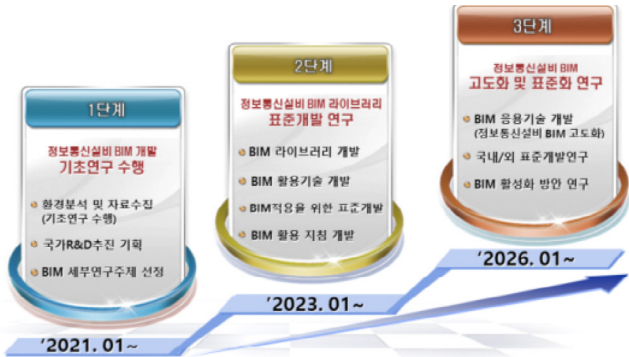 1단계
정보통신설비 BIM 개발
기초연구 수행
환경분석 및 자료수집
(기초연구 수행)
국가R&D추진 기획
BIM 세부연구주제 선정
'2021. 01~
2단계
정보통신설비 BIM 라이브러리
표준개발 연구
BIM 라이브러리 개발
BIM 활용기술 개발
BIM적용을 위한 표준개발
BIM 활용 지침 개발
'2023. 01~
3단계
정보통신설비 BIM
고도화 및 표준화 연구
BIM 응용기술 개발
(정보통신설비 BIM 고도화)
국내/외 표준개발연구
BIM 활성화 방안 연구
'2026. 01~